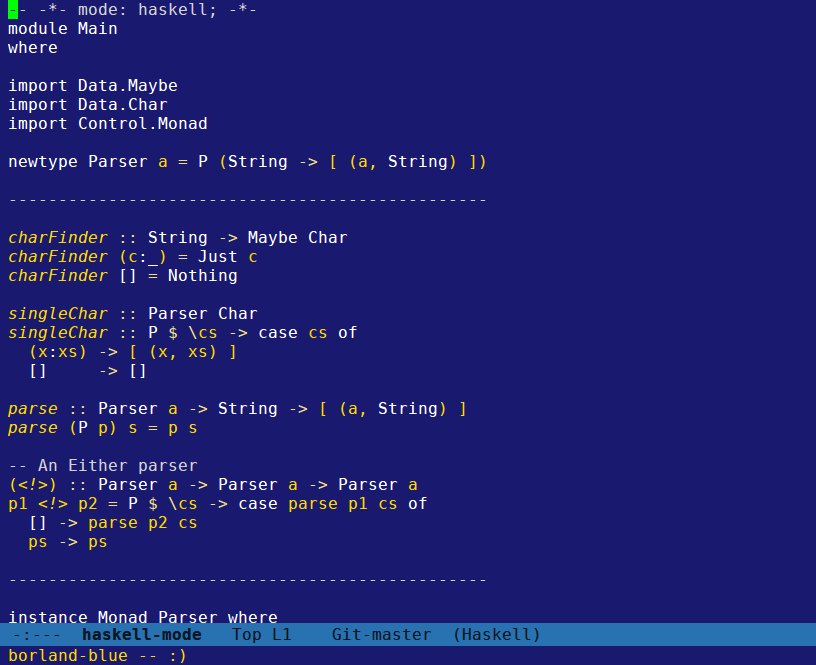 -- -*- mode: haskell; -*-
module Main
where
import Data.Maybe
import Data.Char
import Control.Monad
newtype Parser a = P (String -> [ (a, String) ])
------------------------------------------------
charFinder :: String -> Maybe Char
charFinder (c:_) = Just c
charFinder [] = Nothing
singleChar :: Parser Char
singleChar :: P $ \cs -> case cs of
  (x:xs) -> [ (x, xs) ]
  []     -> []
parse :: Parser a -> String -> [ (a, String) ]
parse (P p) s = p s
-- An Either parser
(<!>) :: Parser a -> Parser a -> Parser a
p1 <!> p2 = P $ \cs -> case parse p1 cs of
  [] -> parse p2 cs
  ps -> ps
------------------------------------------------
instance Monad Parser where
-:---  haskell-mode   Top L1    Git-master  (Haskell)
borland-blue -- :)